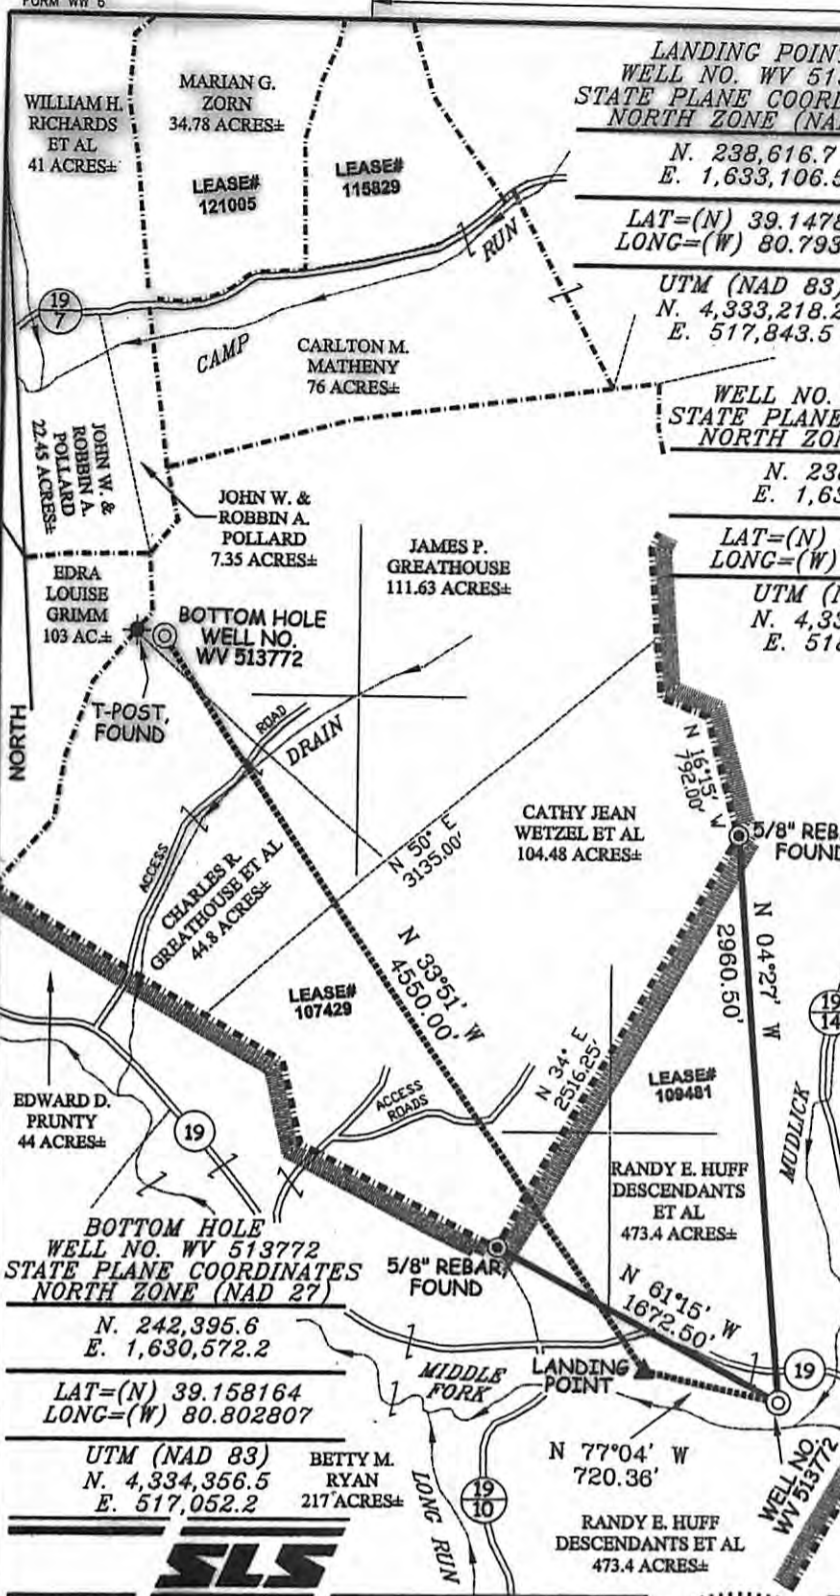 FORM WW 6
WILLIAM H.
RICHARDS
ET AL
41 ACRES±
MARIAN G.
ZORN
34.78 ACRES±
LEASE#
121005
LEASE#
115829
LANDING POIN
WELL NO. WV 51
STATE PLANE COORD
NORTH ZONE (NA
N. 238,616.7
E. 1,633,106.5
LAT=(N) 39.1478
LONG=(W) 80.793
UTM (NAD 83)
N. 4,333,218.2
E. 517,843.5
19
7
CAMP
RUN
CARLTON M.
MATHENY
76 ACRES±
WELL NO.
STATE PLANE
NORTH ZON
N. 23
E. 1,63
LAT=(N)
LONG=(W)
UTM (N
N. 4,33
E. 518
JOHN W. &
ROBBIN A.
POLLARD
22.45 ACRES±
JOHN W. &
ROBBIN A.
POLLARD
7.35 ACRES±
EDRA
LOUISE
GRIMM
103 AC.±
JAMES P.
GREATHOUSE
111.63 ACRES±
BOTTOM HOLE
WELL NO.
WV 513772
T-POST,
FOUND
NORTH
ROAD
DRAIN
ACCESS
N 16°15' W
792.00'
5/8" REB
FOUN
CATHY JEAN
WETZEL ET AL
104.48 ACRES±
N 50° E
3135.00'
CHARLES R.
GREATHOUSE ET AL
44.8 ACRES±
N 33°51' W
4550.00'
N 04°27' W
2960.50'
LEASE#
107429
N 34° E
2516.25'
19
14
LEASE#
109481
MUDLICK
EDWARD D.
PRUNTY
44 ACRES±
19
ACCESS
ROADS
RANDY E. HUFF
DESCENDANTS
ET AL
473.4 ACRES±
BOTTOM HOLE
WELL NO. WV 513772
STATE PLANE COORDINATES
NORTH ZONE (NAD 27)
N. 242,395.6
E. 1,630,572.2
LAT=(N) 39.158164
LONG=(W) 80.802807
UTM (NAD 83)
N. 4,334,356.5
E. 517,052.2
5/8" REBAR,
FOUND
N 61°15' W
1672.50'
19
MIDDLE
FORK
LANDING
POINT
N 77°04' W
720.36'
WELL NO.
WV 513772
BETTY M.
RYAN
217 ACRES±
LONG RUN
19
10
RANDY E. HUFF
DESCENDANTS ET AL
473.4 ACRES±
SLS